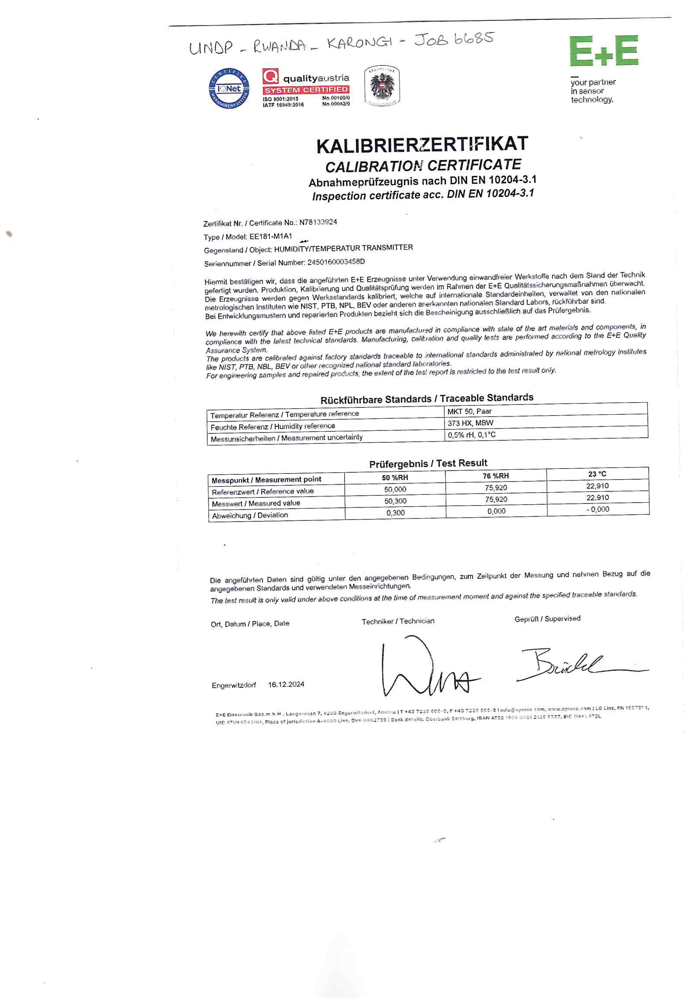 UNDP - RWANDA - KARONGI - JOB 6685
E+E
your partner
in sensor
technology.
CERTIFIED
IQNet
MANAGEMENT SYSTEM
Q qualityaustria
SYSTEM CERTIFIED
ISO 9001:2015 No.00100/0
IATF 16949:2016 No.00042/0
KALIBRIERZERTIFIKAT
CALIBRATION CERTIFICATE
Abnahmeprüfzeugnis nach DIN EN 10204-3.1
Inspection certificate acc. DIN EN 10204-3.1
Zertifikat Nr. / Certificate No.: N78133924
Type / Model: EE181-M1A1
Gegenstand / Object: HUMIDITY/TEMPERATUR TRANSMITTER
Seriennummer / Serial Number: 2450160003458D
Hiermit bestätigen wir, dass die angeführten E+E Erzeugnisse unter Verwendung einwandfreier Werkstoffe nach dem Stand der Technik
gefertigt wurden. Produktion, Kalibrierung und Qualitätsprüfung werden im Rahmen der E+E Qualitätssicherungsmaßnahmen überwacht.
Die Erzeugnisse werden gegen Werksstandards kalibriert, welche auf internationale Standardeinheiten, verwaltet von den nationalen
metrologischen Instituten wie NIST, PTB, NPL, BEV oder anderen anerkannten nationalen Standard Labors, rückführbar sind.
Bei Entwicklungsmustern und reparierten Produkten bezieht sich die Bescheinigung ausschließlich auf das Prüfergebnis.
We herewith certify that above listed E+E products are manufactured in compliance with state of the art materials and components, in
compliance with the latest technical standards. Manufacturing, calibration and quality tests are performed according to the E+E Quality
Assurance System.
The products are calibrated against factory standards traceable to international standards administrated by national metrology institutes
like NIST, PTB, NBL, BEV or other recognized national standard laboratories.
For engineering samples and repaired products, the extent of the test report is restricted to the test result only.
Rückführbare Standards / Traceable Standards
Temperatur Referenz / Temperature reference MKT 50, Paar
Feuchte Referenz / Humidity reference 373 HX, MBW
Messunsicherheiten / Measurement uncertainty 0,5% rH, 0,1°C
Prüfergebnis / Test Result
Messpunkt / Measurement point 50 %RH 76 %RH 23 °C
Referenzwert / Reference value 50,000 75,920 22,910
Messwert / Measured value 50,300 75,920 22,910
Abweichung / Deviation 0,300 0,000 - 0,000
Die angeführten Daten sind gültig unter den angegebenen Bedingungen, zum Zeitpunkt der Messung und nehmen Bezug auf die
angegebenen Standards und verwendeten Messeinrichtungen.
The test result is only valid under above conditions at the time of measurement moment and against the specified traceable standards.
Ort, Datum / Place, Date Techniker / Technician Geprüft / Supervised
Engerwitzdorf 16.12.2024
E+E Elektronik Ges.m.b.H., Langwiesen 7, 4209 Engerwitzdorf, Austria | T +43 7235 605-0, F +43 7235 605-8 | info@epluse.com, www.epluse.com | LG Linz,
Place of jurisdiction A-4020 Linz, DVR 0962759 | Bank details: Oberbank Salzburg,